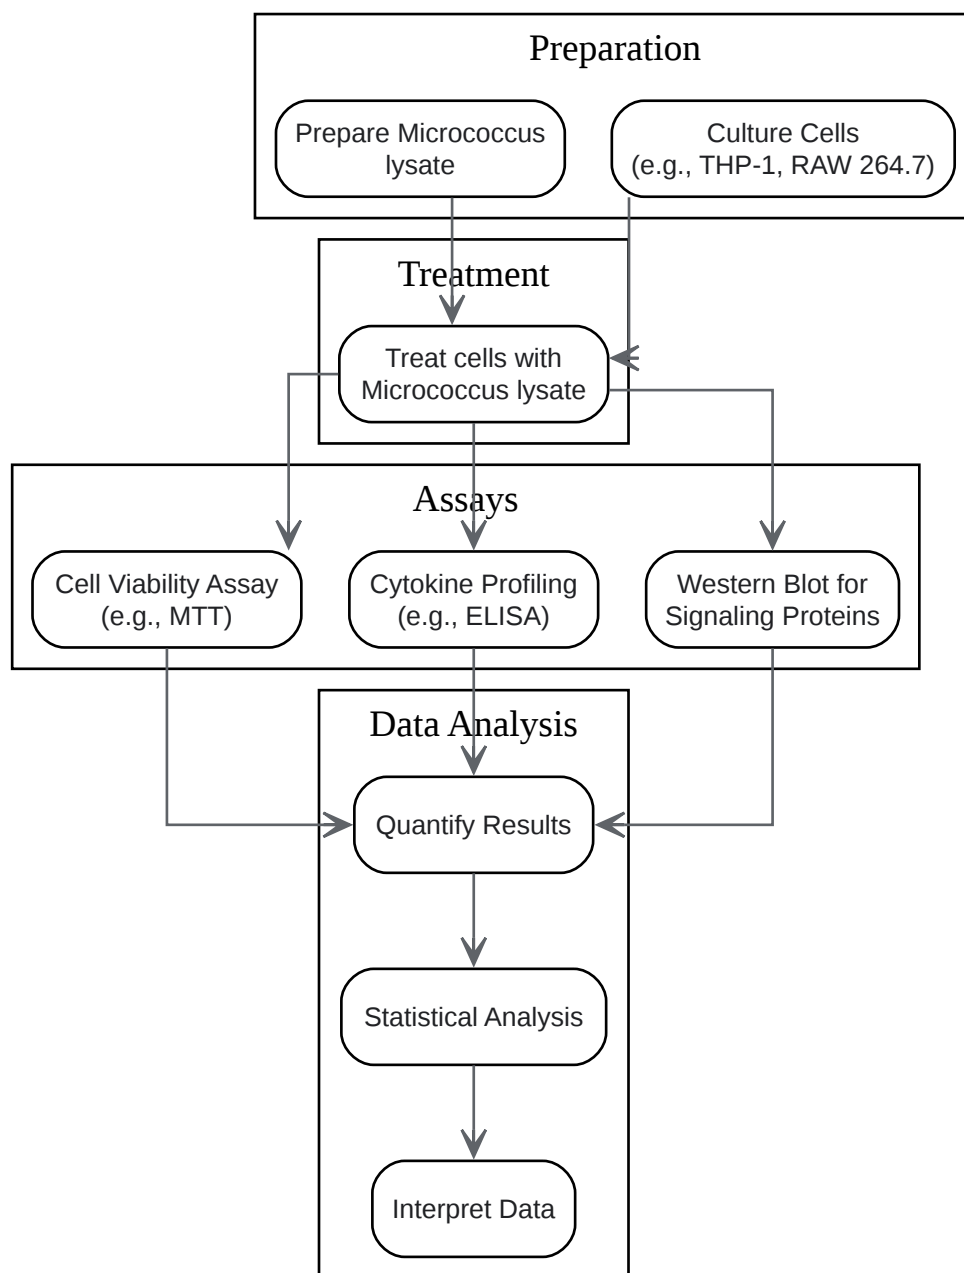 Preparation
Prepare Micrococcus
lysate
Culture Cells
(e.g., THP-1, RAW 264.7)
Treatment
Treat cells with
Micrococcus lysate
Assays
Cell Viability Assay
(e.g., MTT)
Cytokine Profiling
(e.g., ELISA)
Western Blot for
Signaling Proteins
Data Analysis
Quantify Results
Statistical Analysis
Interpret Data